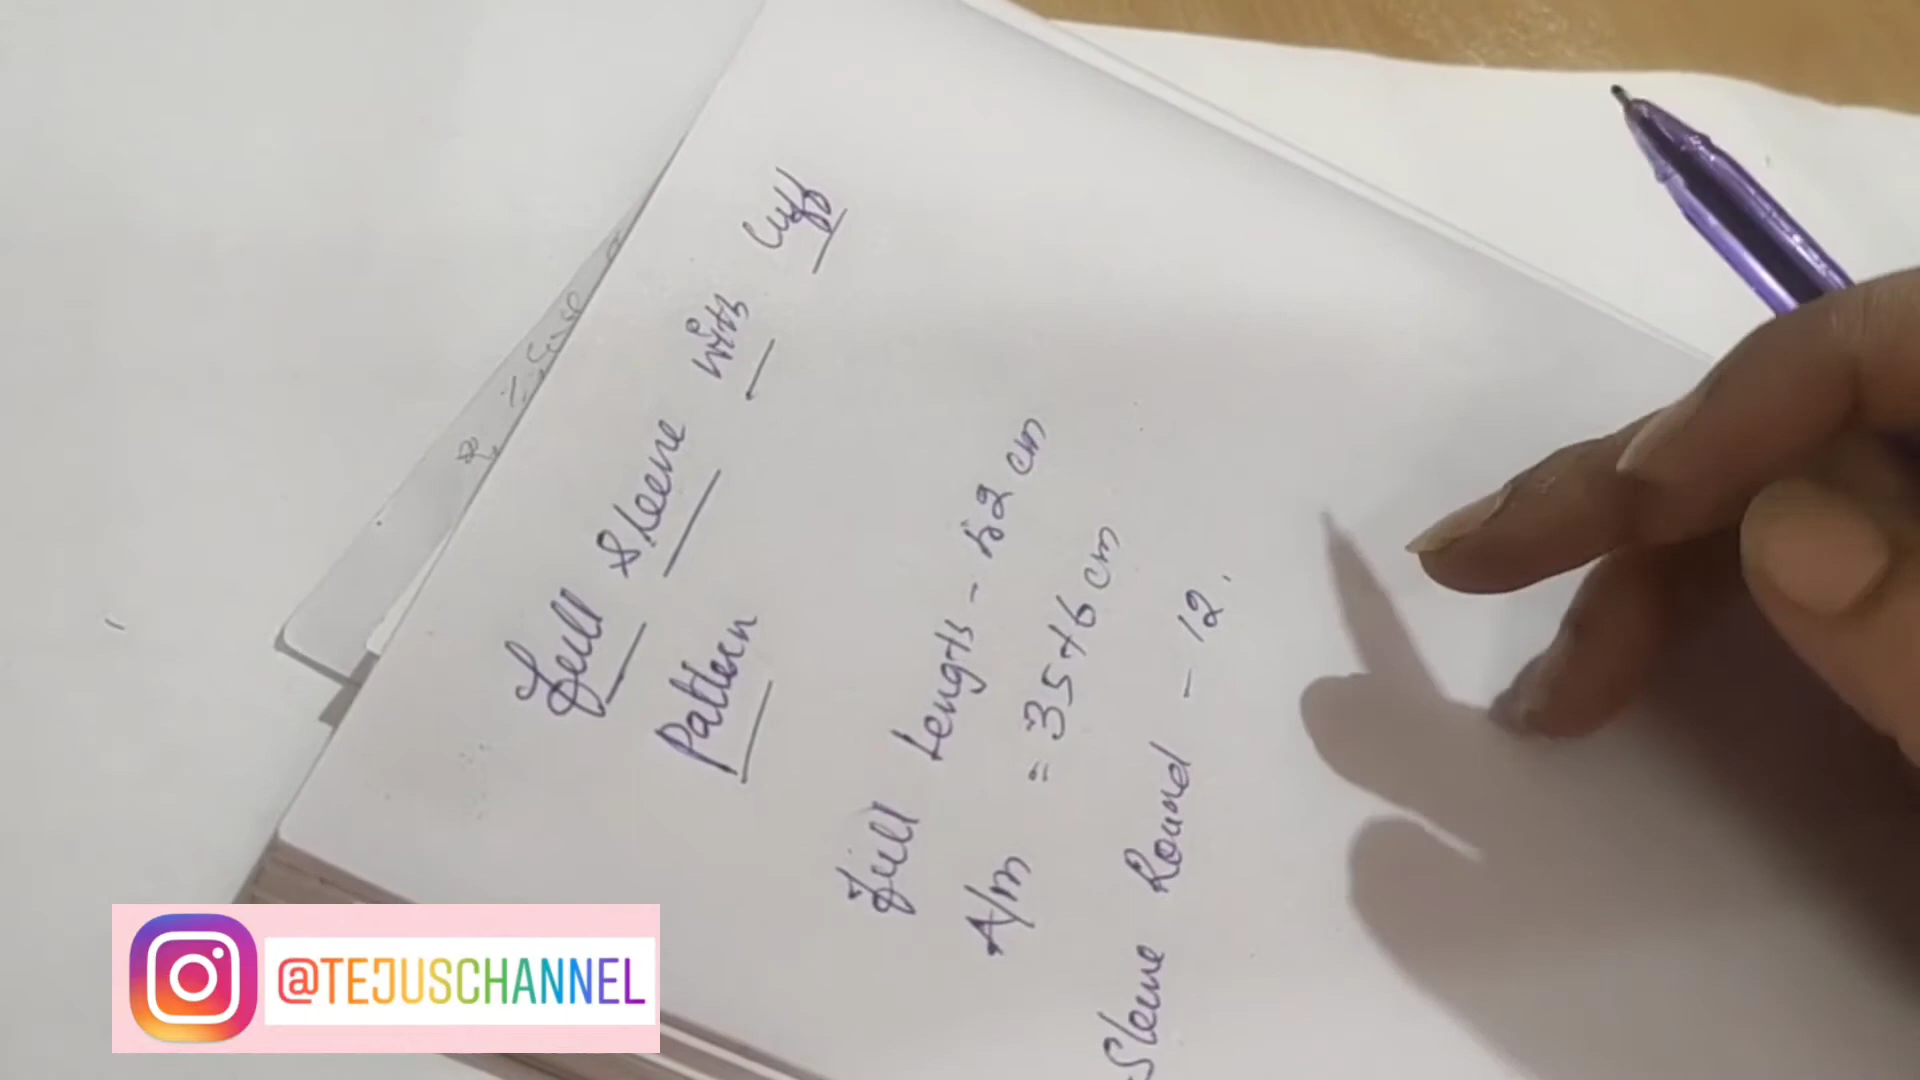 Full Sleeve with Cuff
Pattern
Full Length - 52 cm
A/m = 35+6 cm
Sleeve Round - 12.
@TEJUSCHANNEL